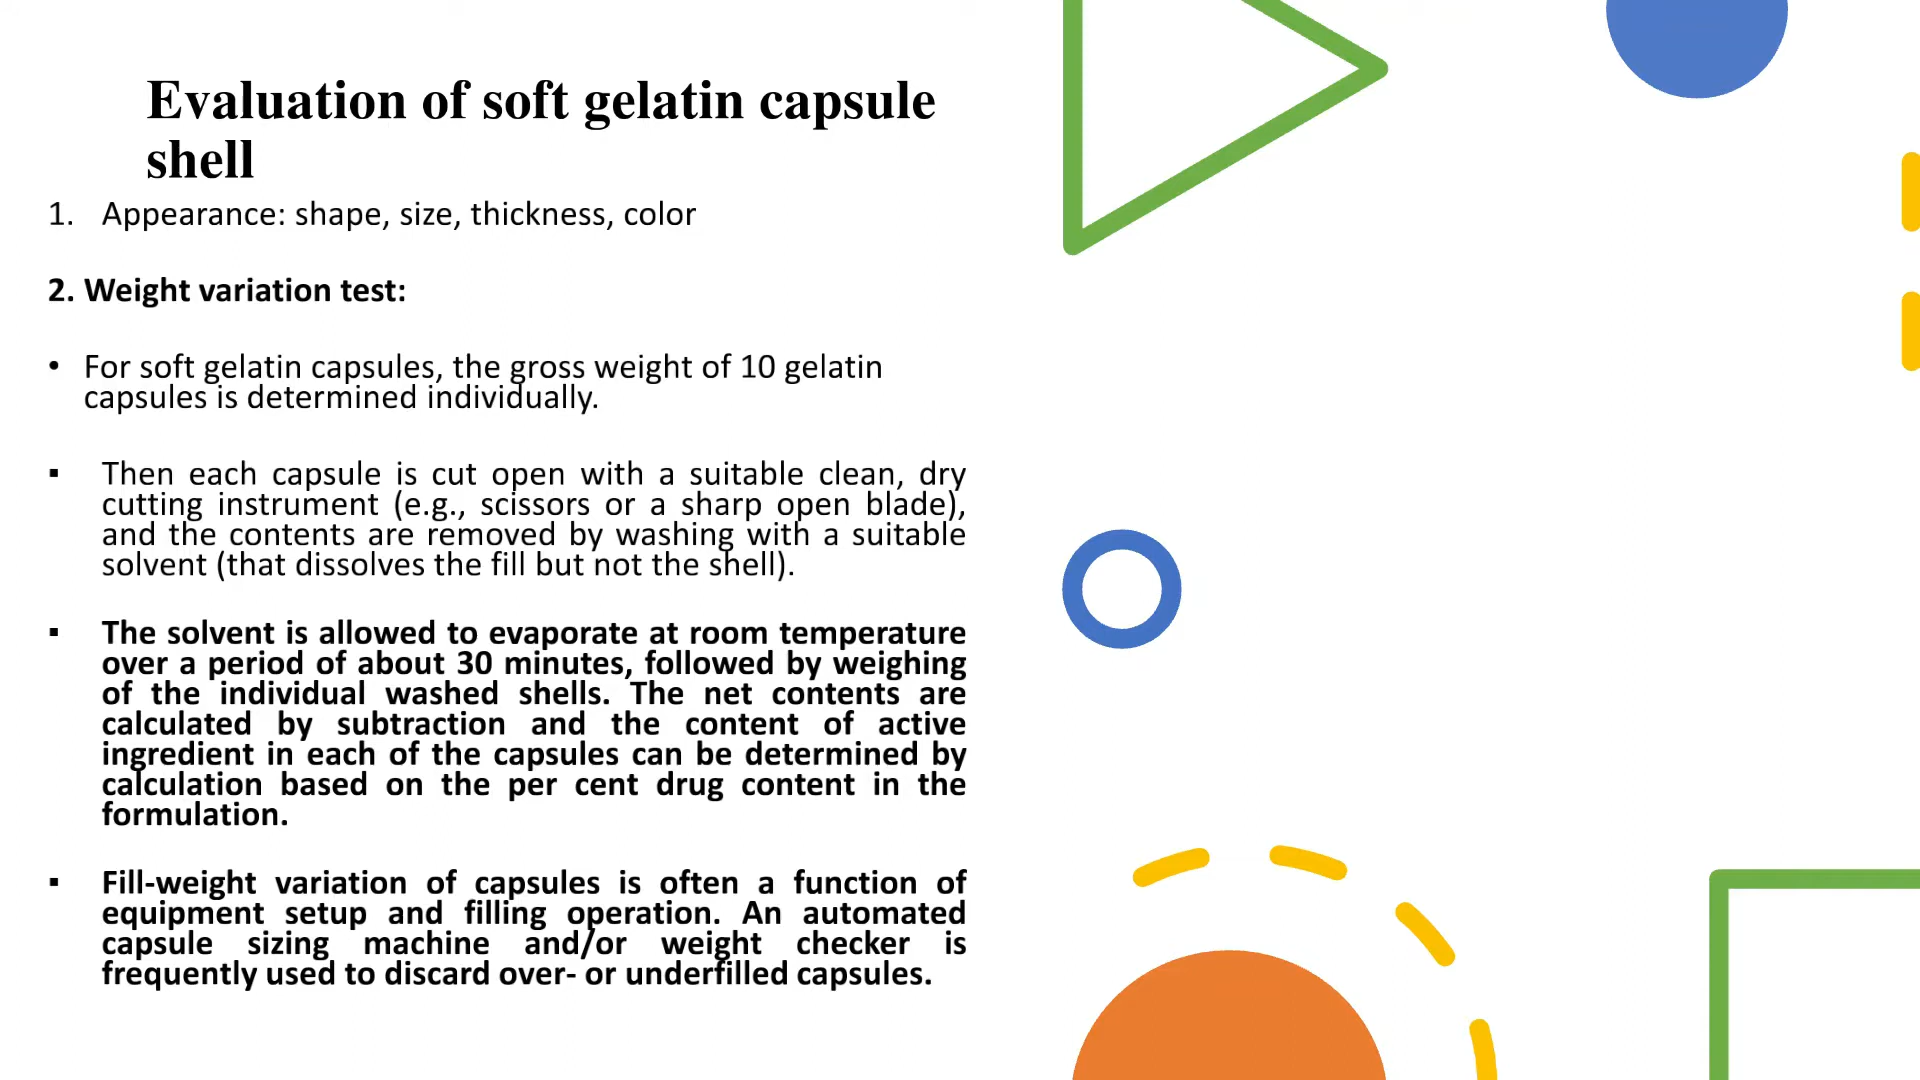 Evaluation of soft gelatin capsule
shell
1. Appearance: shape, size, thickness, color
2. Weight variation test:
• For soft gelatin capsules, the gross weight of 10 gelatin
capsules is determined individually.
▪ Then each capsule is cut open with a suitable clean, dry
cutting instrument (e.g., scissors or a sharp open blade),
and the contents are removed by washing with a suitable
solvent (that dissolves the fill but not the shell).
▪ The solvent is allowed to evaporate at room temperature
over a period of about 30 minutes, followed by weighing
of the individual washed shells. The net contents are
calculated by subtraction and the content of active
ingredient in each of the capsules can be determined by
calculation based on the per cent drug content in the
formulation.
▪ Fill-weight variation of capsules is often a function of
equipment setup and filling operation. An automated
capsule sizing machine and/or weight checker is
frequently used to discard over- or underfilled capsules.